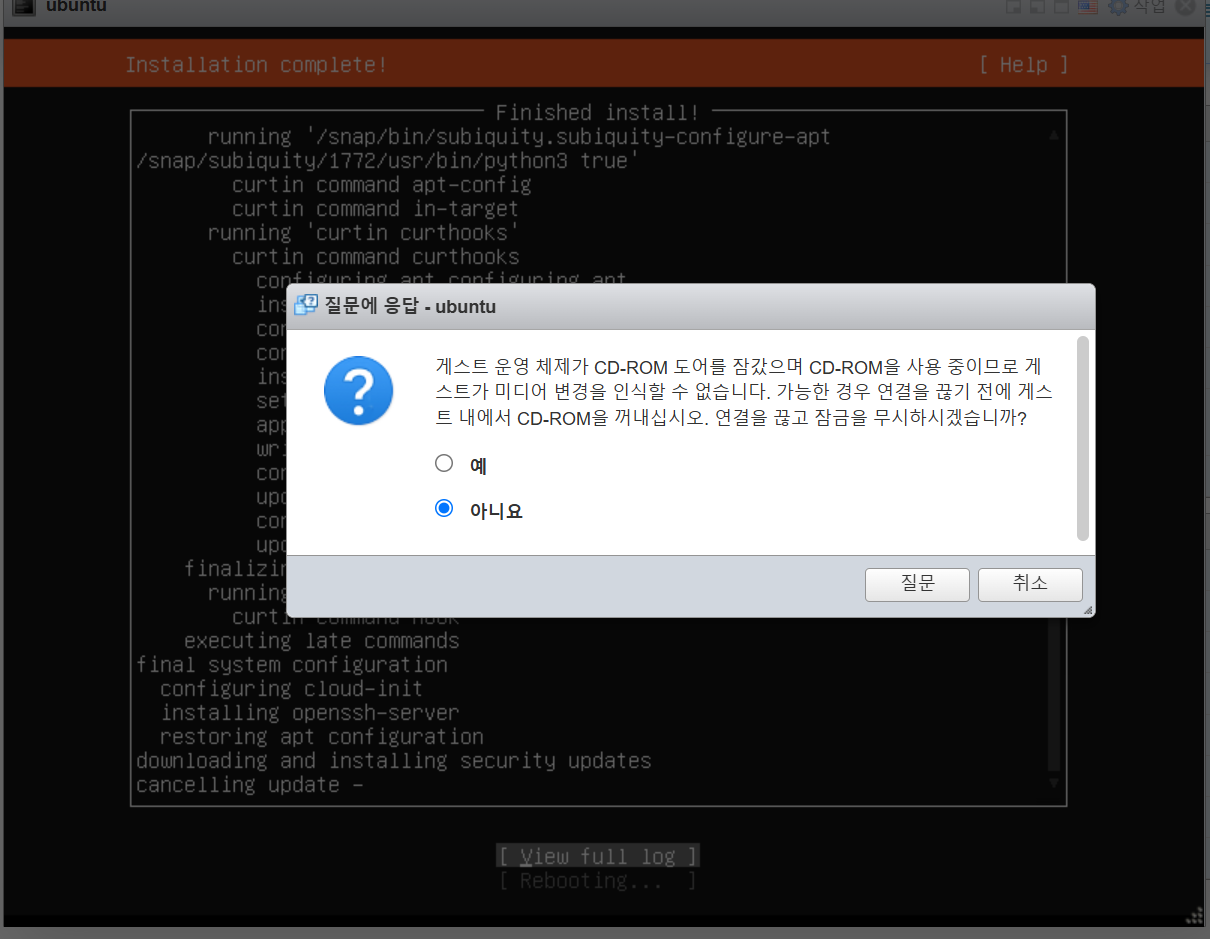 ubuntu
작업
Installation complete!
[ Help ]
Finished install!
running '/snap/bin/subiquity.subiquity-configure-apt
/snap/subiquity/1772/usr/bin/python3 true'
curtin command apt-config
curtin command in-target
running 'curtin curthooks'
curtin command curthooks
configuring apt configuring apt
질문에 응답 - ubuntu
게스트 운영 체제가 CD-ROM 도어를 잠갔으며 CD-ROM을 사용 중이므로 게
스트가 미디어 변경을 인식할 수 없습니다. 가능한 경우 연결을 끊기 전에 게스
트 내에서 CD-ROM을 꺼내십시오. 연결을 끊고 잠금을 무시하시겠습니까?
예
아니요
질문
취소
running
curtin command hook
executing late commands
final system configuration
configuring cloud-init
installing openssh-server
restoring apt configuration
downloading and installing security updates
cancelling update -
[ View full log ]
[ Rebooting... ]